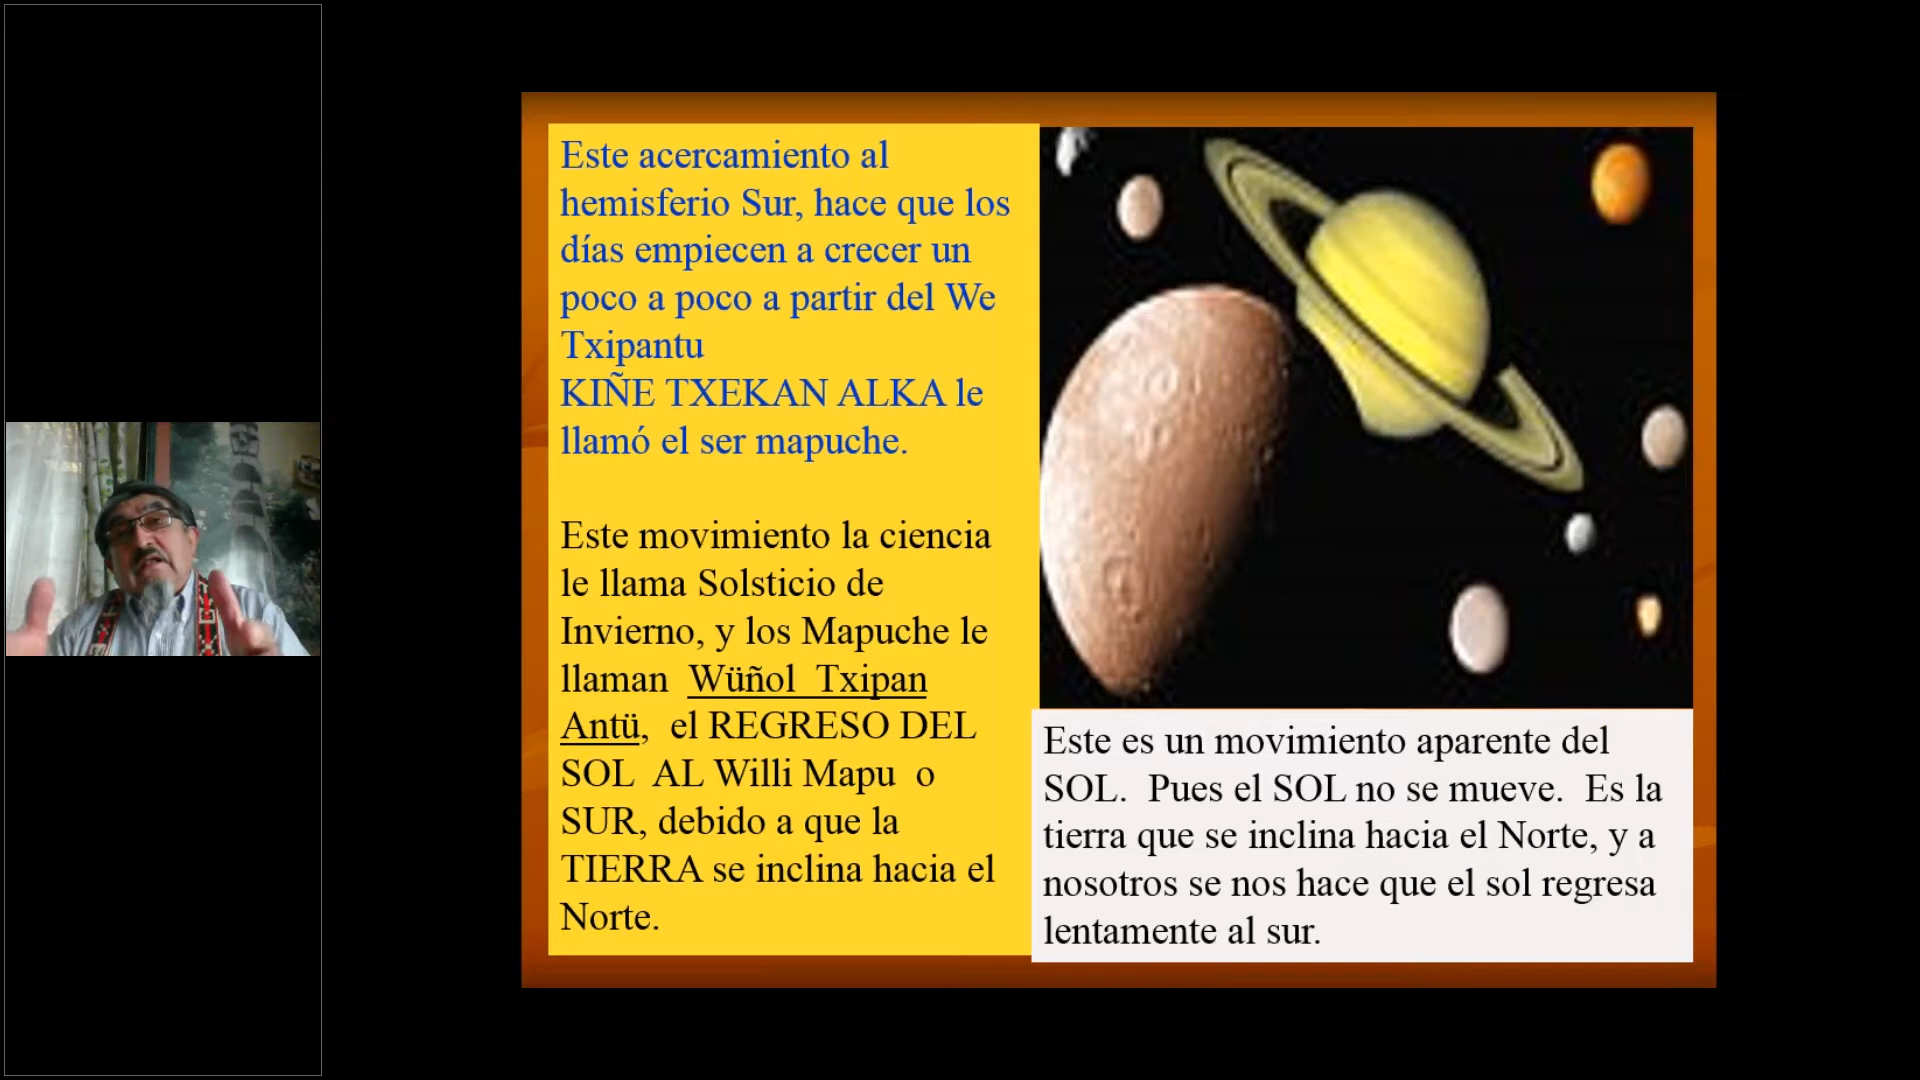 Este acercamiento al
hemisferio Sur, hace que los
días empiecen a crecer un
poco a poco a partir del We
Txipantu
KIÑE TXEKAN ALKA le
llamó el ser mapuche.
Este movimiento la ciencia
le llama Solsticio de
Invierno, y los Mapuche le
llaman Wüñol Txipan
Antü, el REGRESO DEL
SOL AL Willi Mapu o
SUR, debido a que la
TIERRA se inclina hacia el
Norte.
Este es un movimiento aparente del
SOL. Pues el SOL no se mueve. Es la
tierra que se inclina hacia el Norte, y a
nosotros se nos hace que el sol regresa
lentamente al sur.